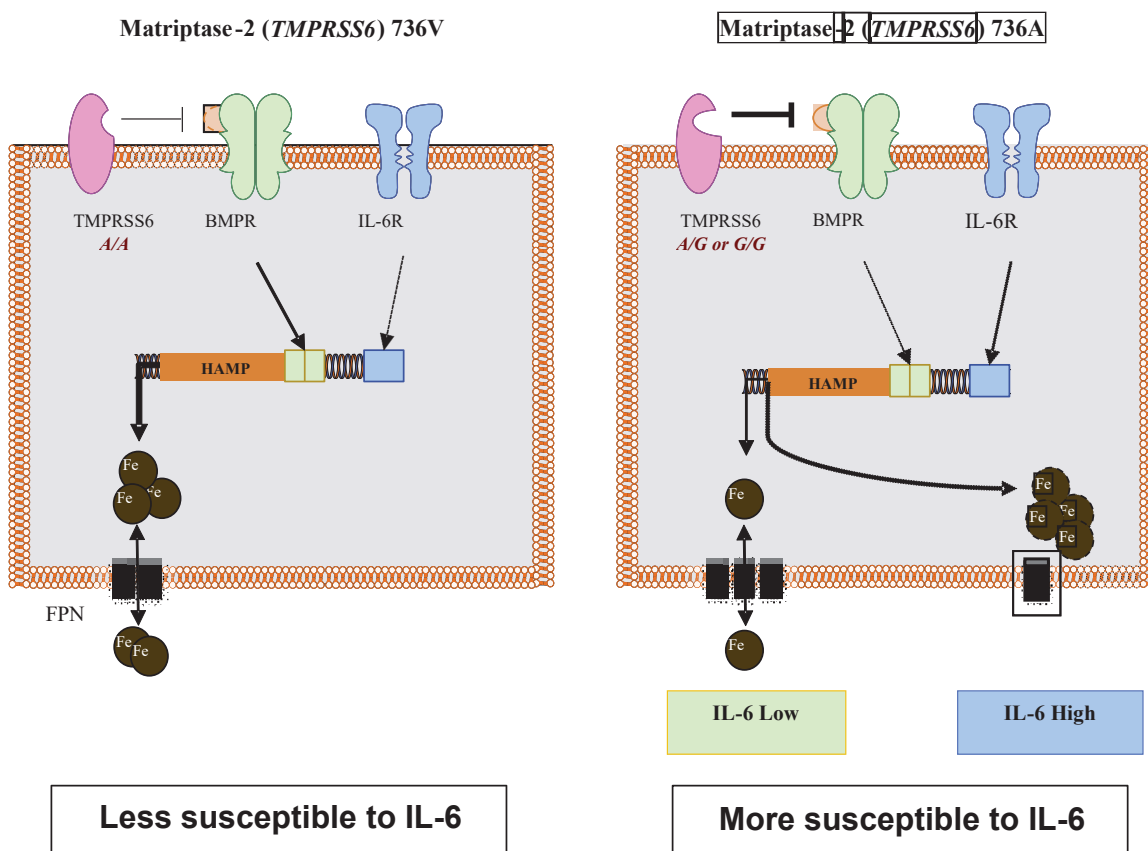 Matriptase-2 (TMPRSS6) 736V
TMPRSS6
A/A
BMPR
IL-6R
HAMP
Fe
Fe
Fe
FPN
Fe
Fe
Less susceptible to IL-6
Matriptase-2 (TMPRSS6) 736A
TMPRSS6
A/G or G/G
BMPR
IL-6R
HAMP
Fe
Fe
Fe
Fe
Fe
Fe
IL-6 Low
IL-6 High
More susceptible to IL-6